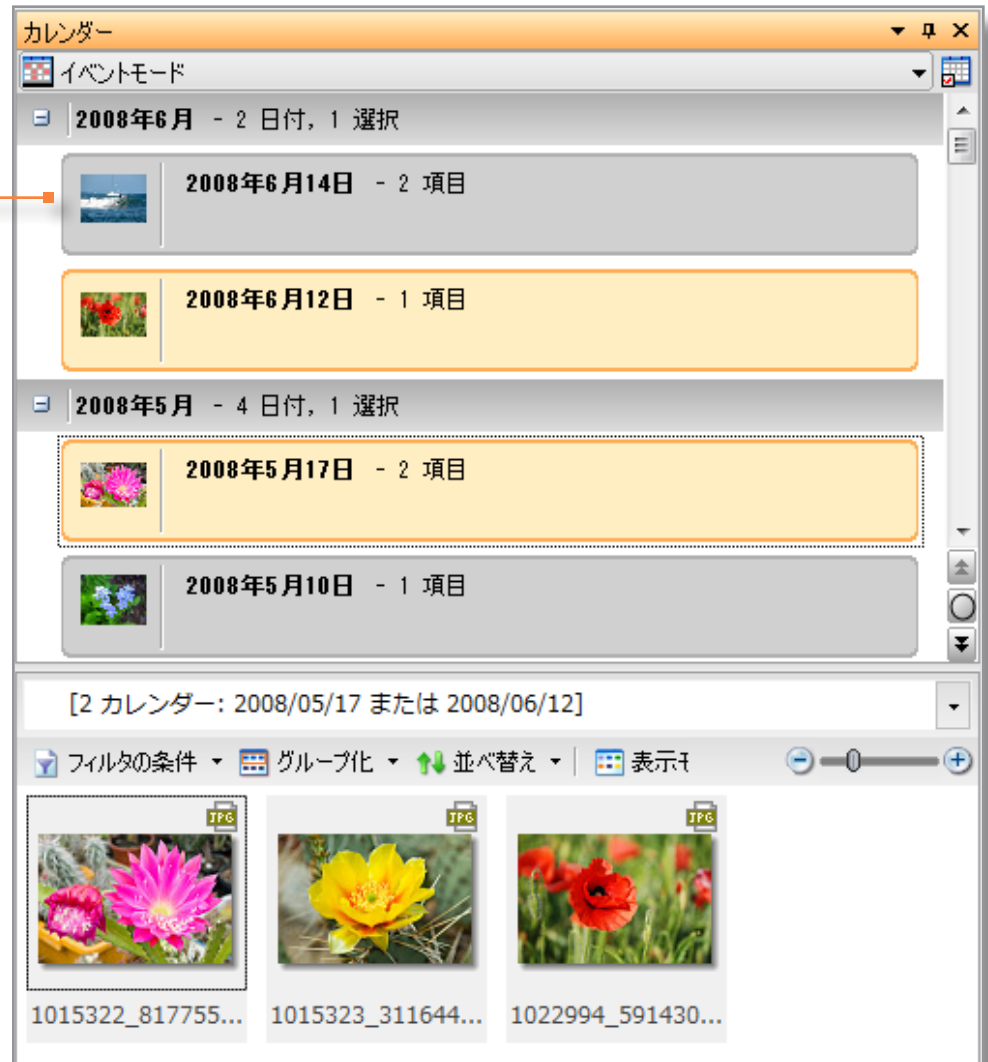 カレンダー
イベントモード
2008年6月 - 2 日付, 1 選択
2008年6月14日 - 2 項目
2008年6月12日 - 1 項目
2008年5月 - 4 日付, 1 選択
2008年5月17日 - 2 項目
2008年5月10日 - 1 項目
[2 カレンダー: 2008/05/17 または 2008/06/12]
フィルタの条件 グループ化 並べ替え 表示モ
JPG JPG JPG
1015322_817755... 1015323_311644... 1022994_591430...